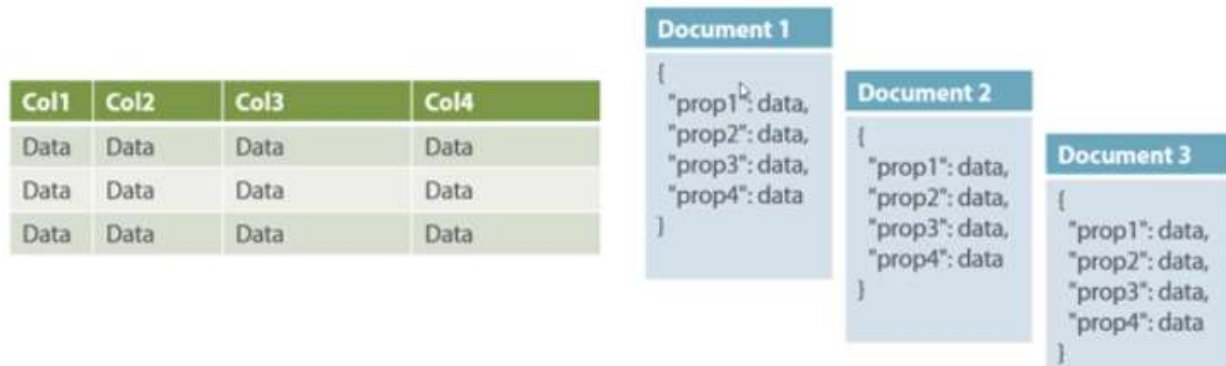 Col1 Col2 Col3 Col4
Data Data Data Data
Data Data Data Data
Data Data Data Data
Document 1
{
"prop1": data,
"prop2": data,
"prop3": data,
"prop4": data
}
Document 2
{
"prop1": data,
"prop2": data,
"prop3": data,
"prop4": data
}
Document 3
{
"prop1": data,
"prop2": data,
"prop3": data,
"prop4": data
}